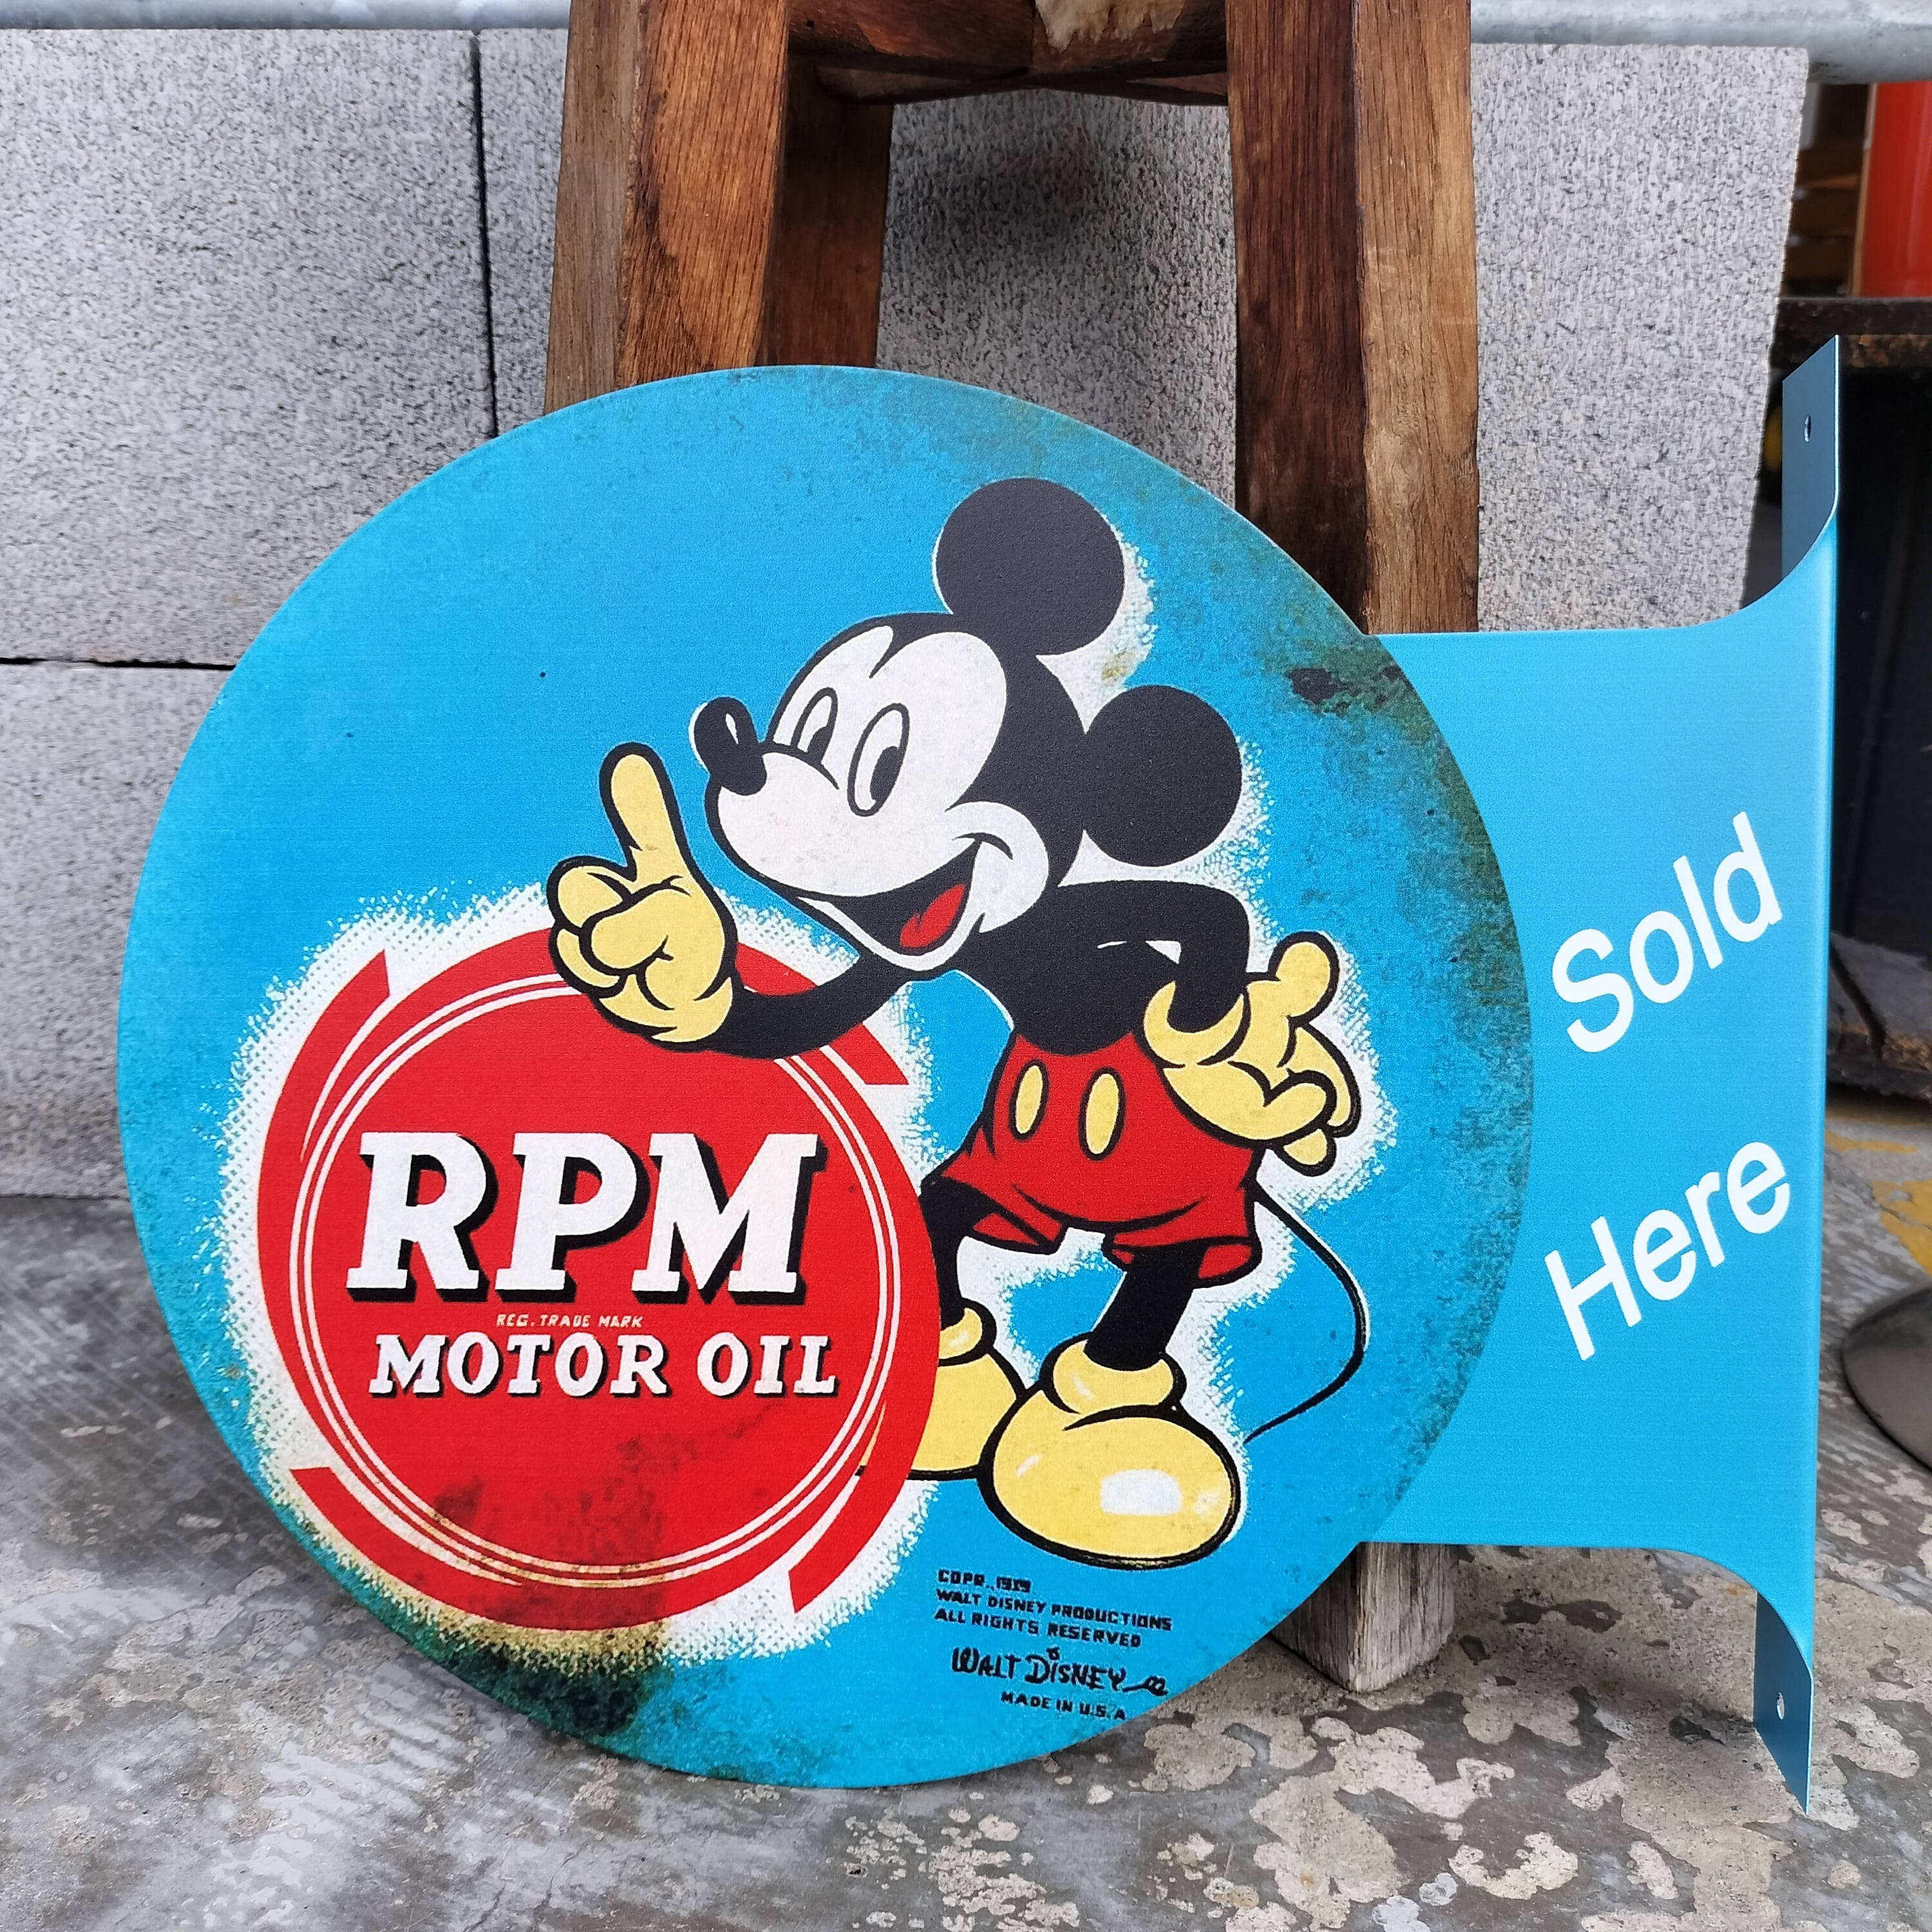 RPM
REG. TRADE MARK
MOTOR OIL
Sold
Here
COPR., 1939
WALT DISNEY PRODUCTIONS
ALL RIGHTS RESERVED
WALT DISNEY
MADE IN U.S.A